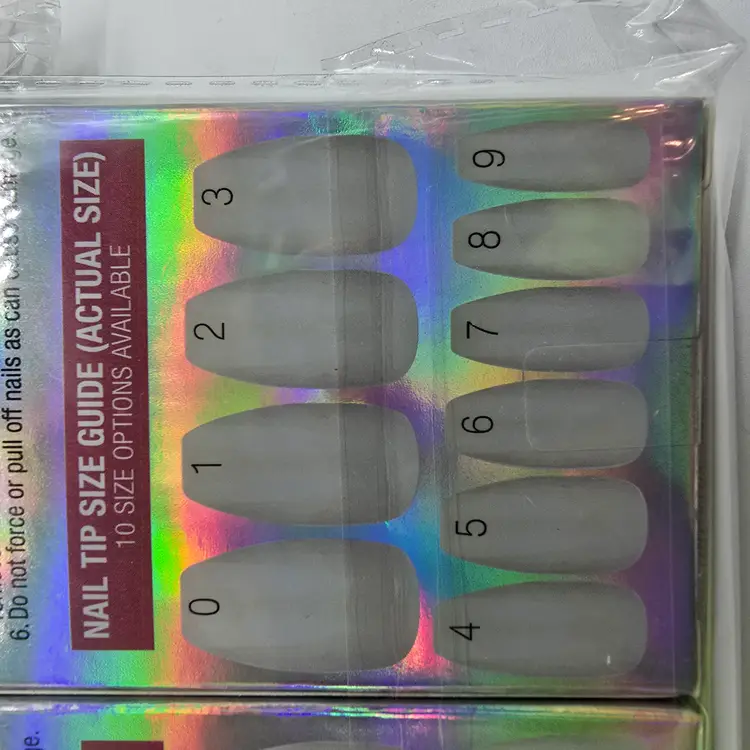 6. Do not force or pull off nails as can
NAIL TIP SIZE GUIDE (ACTUAL SIZE)
10 SIZE OPTIONS AVAILABLE
0 1 2 3
4 5 6 7 8 9